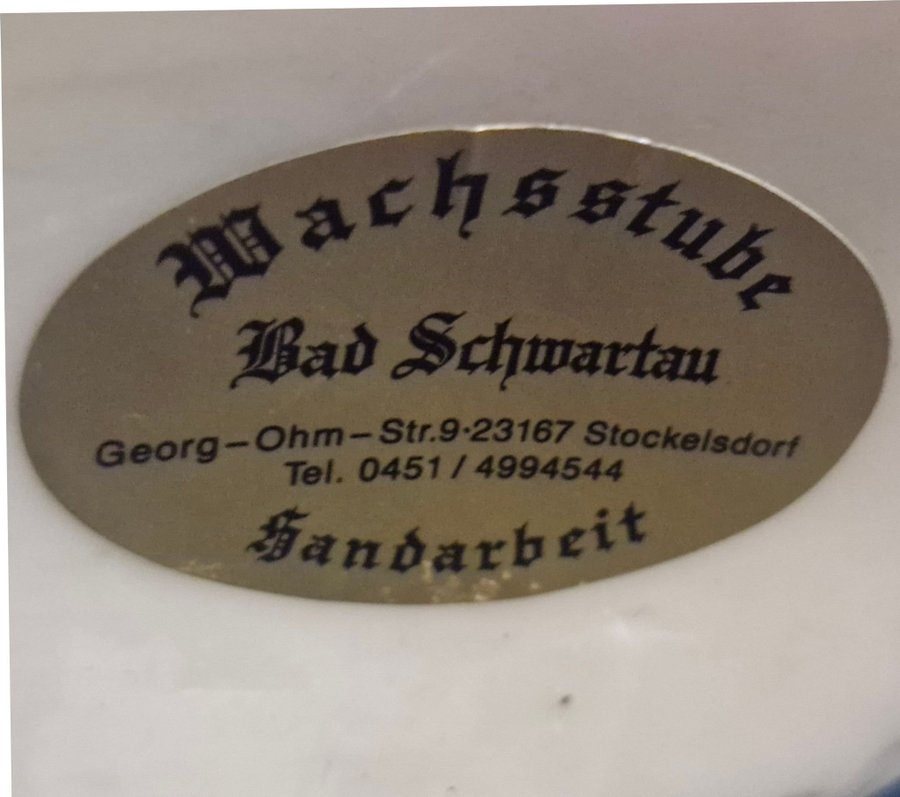 Wachsstube
Bad Schwartau
Georg-Ohm-Str.9·23167 Stockelsdorf
Tel. 0451 / 4994544
Handarbeit